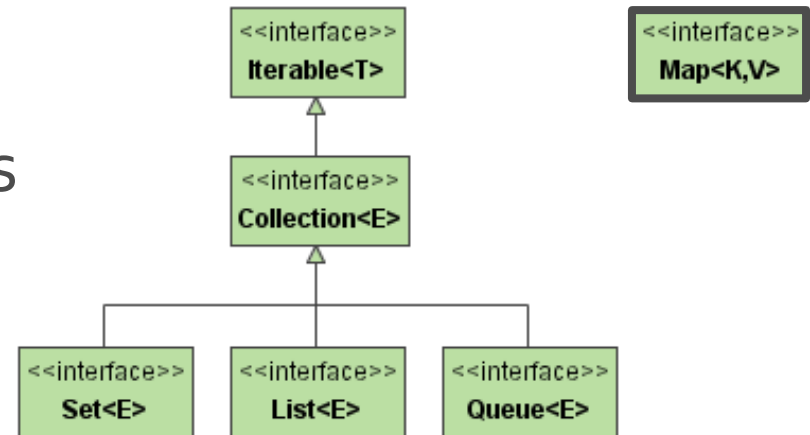 <<interface>>
Iterable<T>
<<interface>>
Map<K,V>
s
<<interface>>
Collection<E>
<<interface>>
Set<E>
<<interface>>
List<E>
<<interface>>
Queue<E>